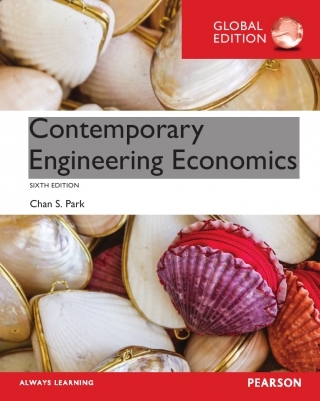 GLOBAL
EDITION
Contemporary
Engineering Economics
SIXTH EDITION
Chan S. Park
ALWAYS LEARNING
PEARSON